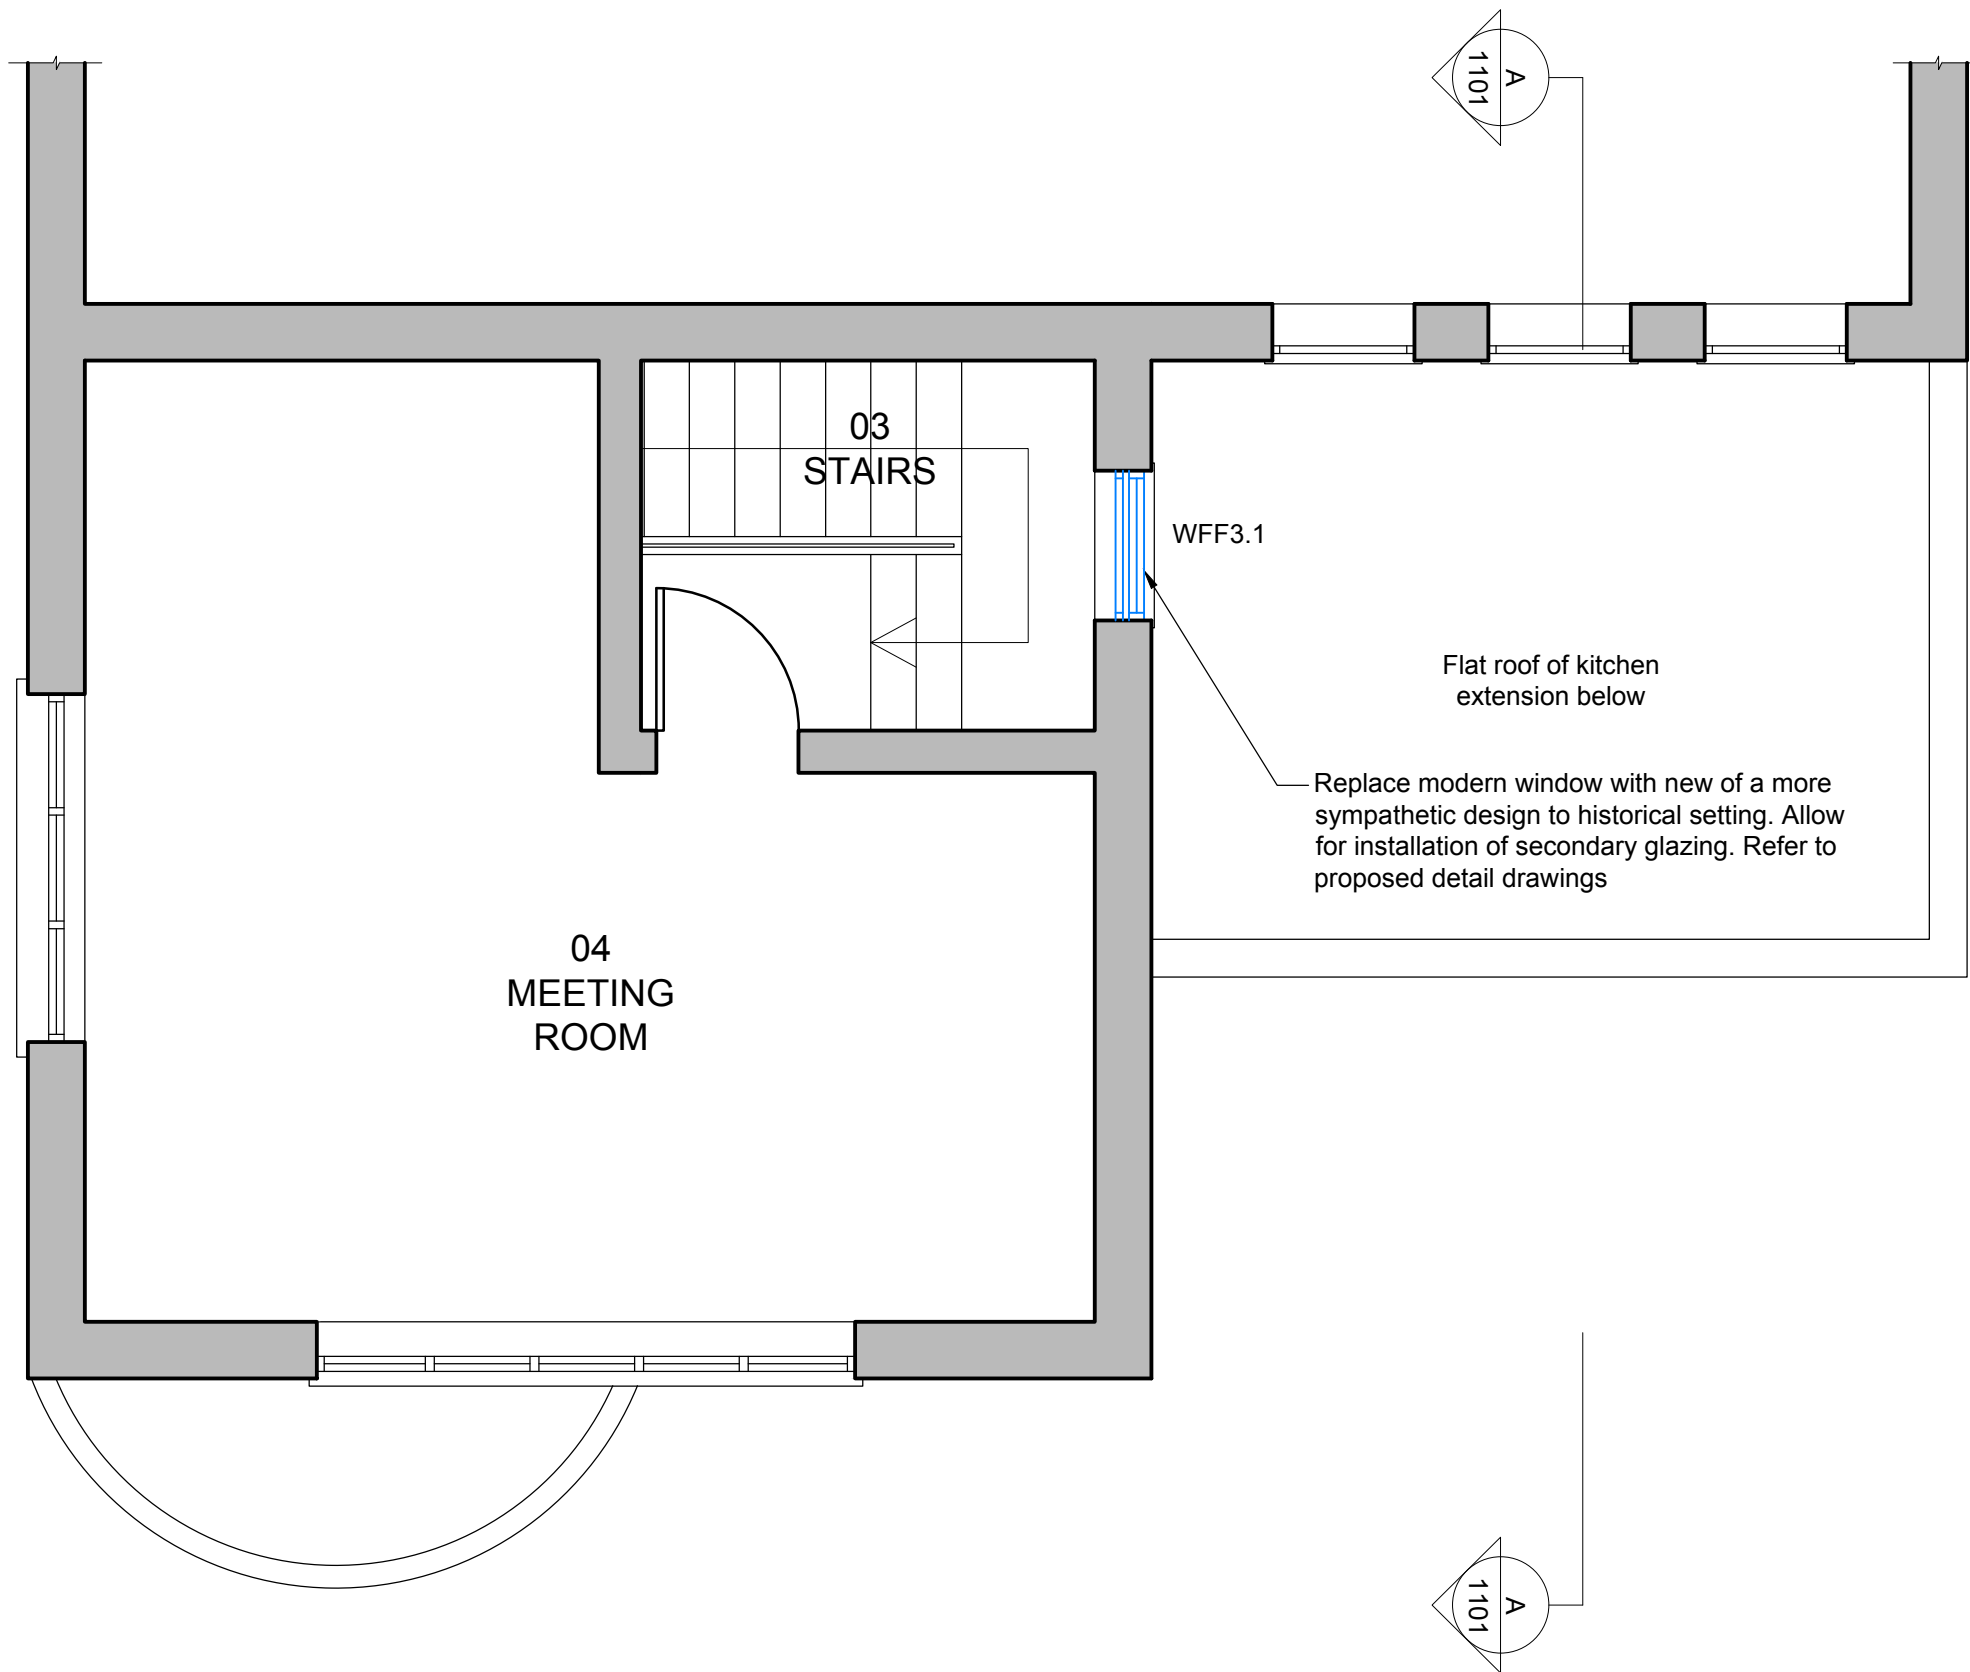 A
1101
03
STAIRS
WFF3.1
Flat roof of kitchen
extension below
Replace modern window with new of a more
sympathetic design to historical setting. Allow
for installation of secondary glazing. Refer to
proposed detail drawings
04
MEETING
ROOM
A
1101